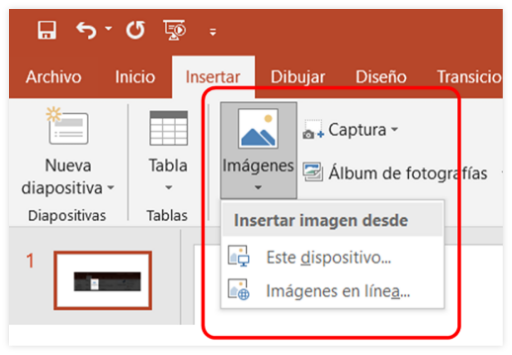 Archivo Inicio Insertar Dibujar Diseño Transicio
Nueva
diapositiva
Diapositivas
Tabla
Tablas
Imágenes
Captura
Álbum de fotografías
Insertar imagen desde
Este dispositivo...
Imágenes en línea...
1